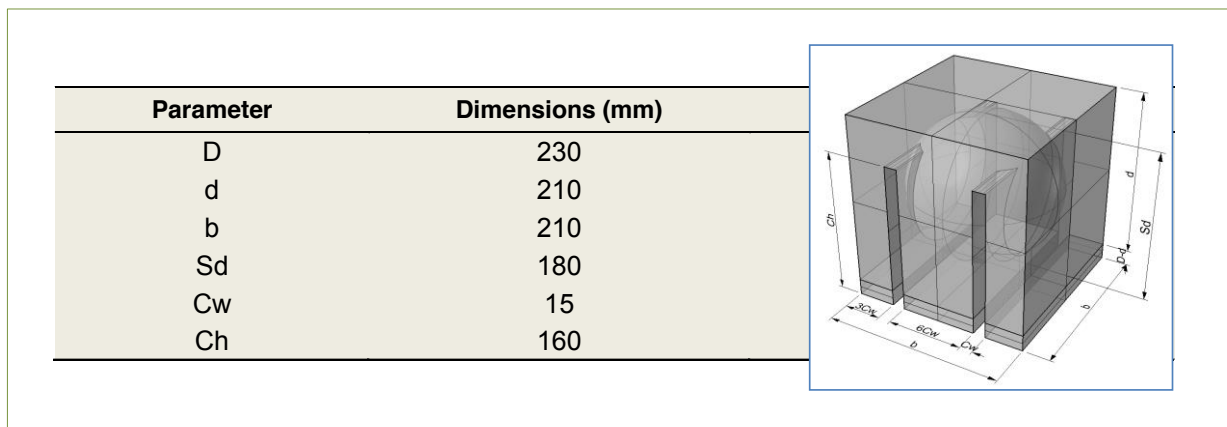 Parameter Dimensions (mm)
D 230
d 210
b 210
Sd 180
Cw 15
Ch 160
Ch
d
Sd
D-d
3Cw
6Cw
Cw
b
b